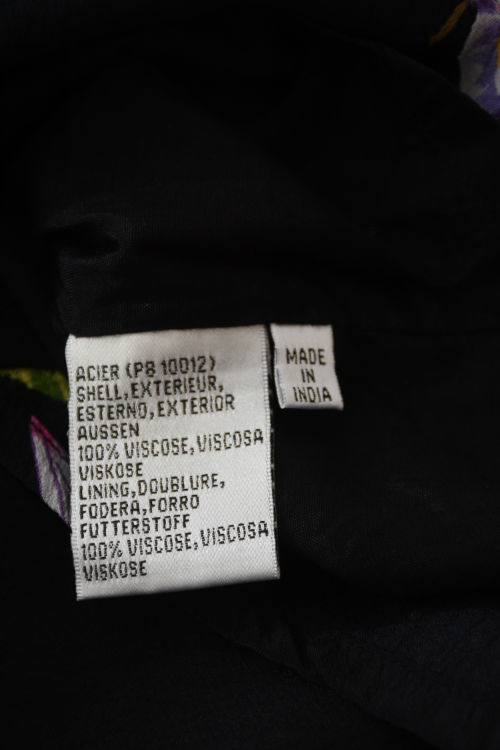 ACIER (PB 10012)
SHELL,EXTERIEUR,
ESTERNO,EXTERIOR
AUSSEN
100% VISCOSE,VISCOSA
VISKOSE
LINING,DOUBLURE,
FODERA,FORRO
FUTTERSTOFF
100% VISCOSE,VISCOSA
VISKOSE
MADE
IN
INDIA